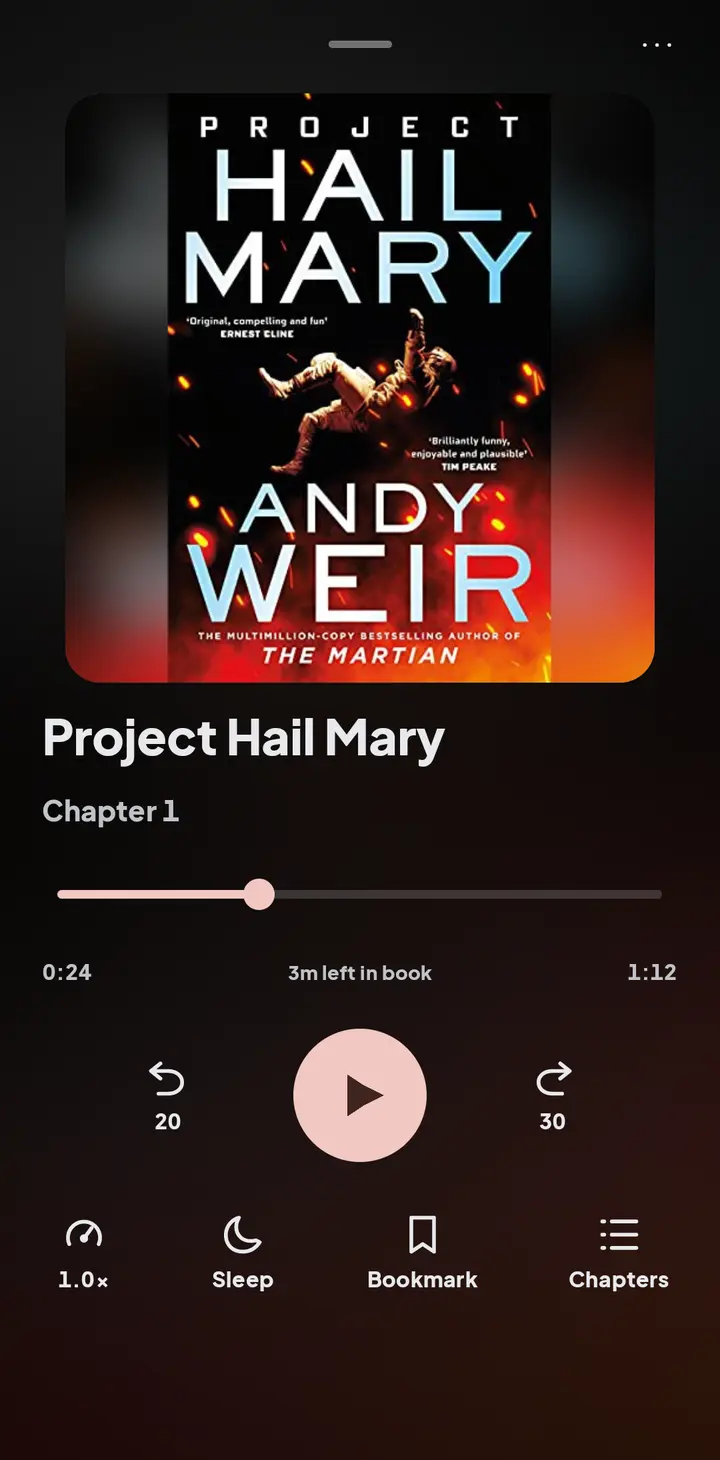 PROJECT
HAIL
MARY
‘Original, compelling and fun’
ERNEST CLINE
‘Brilliantly funny,
enjoyable and plausible’
TIM PEAKE
ANDY
WEIR
THE MULTIMILLION-COPY BESTSELLING AUTHOR OF
THE MARTIAN
Project Hail Mary
Chapter 1
0:24 3m left in book 1:12
20 30
1.0× Sleep Bookmark Chapters